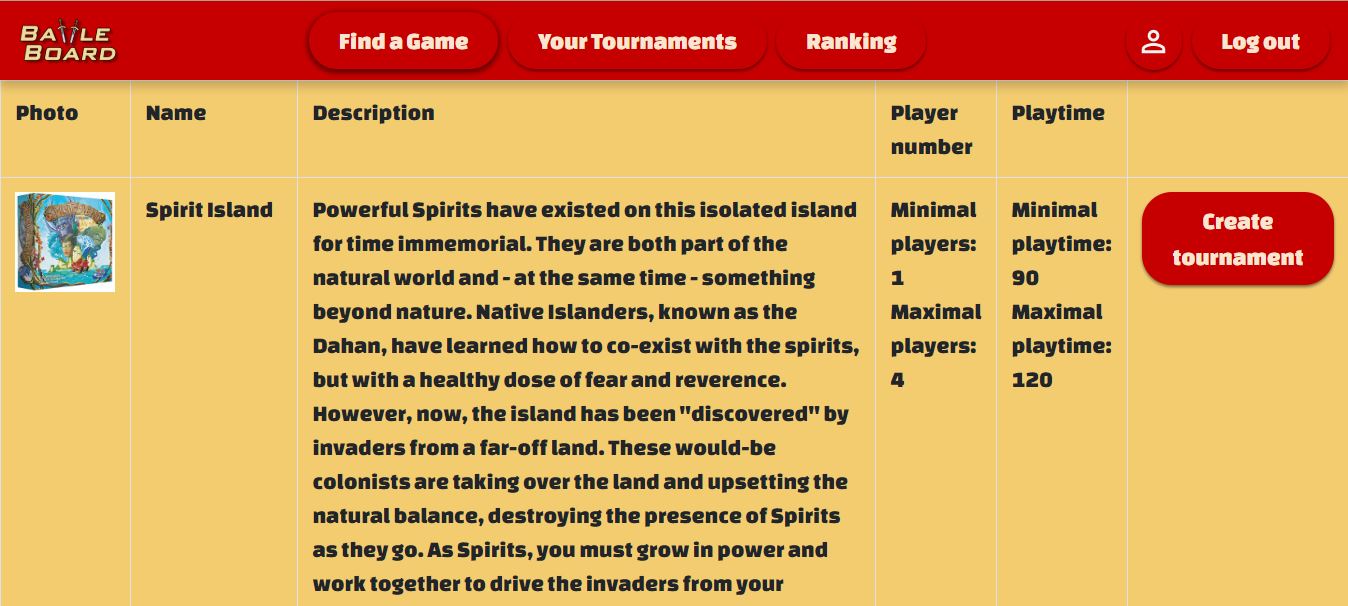 BATTLE
BOARD
Find a Game
Your Tournaments
Ranking
Log out
Photo
Name
Description
Player
number
Playtime
Spirit Island
Powerful Spirits have existed on this isolated island
for time immemorial. They are both part of the
natural world and - at the same time - something
beyond nature. Native Islanders, known as the
Dahan, have learned how to co-exist with the spirits,
but with a healthy dose of fear and reverence.
However, now, the island has been "discovered" by
invaders from a far-off land. These would-be
colonists are taking over the land and upsetting the
natural balance, destroying the presence of Spirits
as they go. As Spirits, you must grow in power and
work together to drive the invaders from your
Minimal
players:
1
Maximal
players:
4
Minimal
playtime:
90
Maximal
playtime:
120
Create
tournament